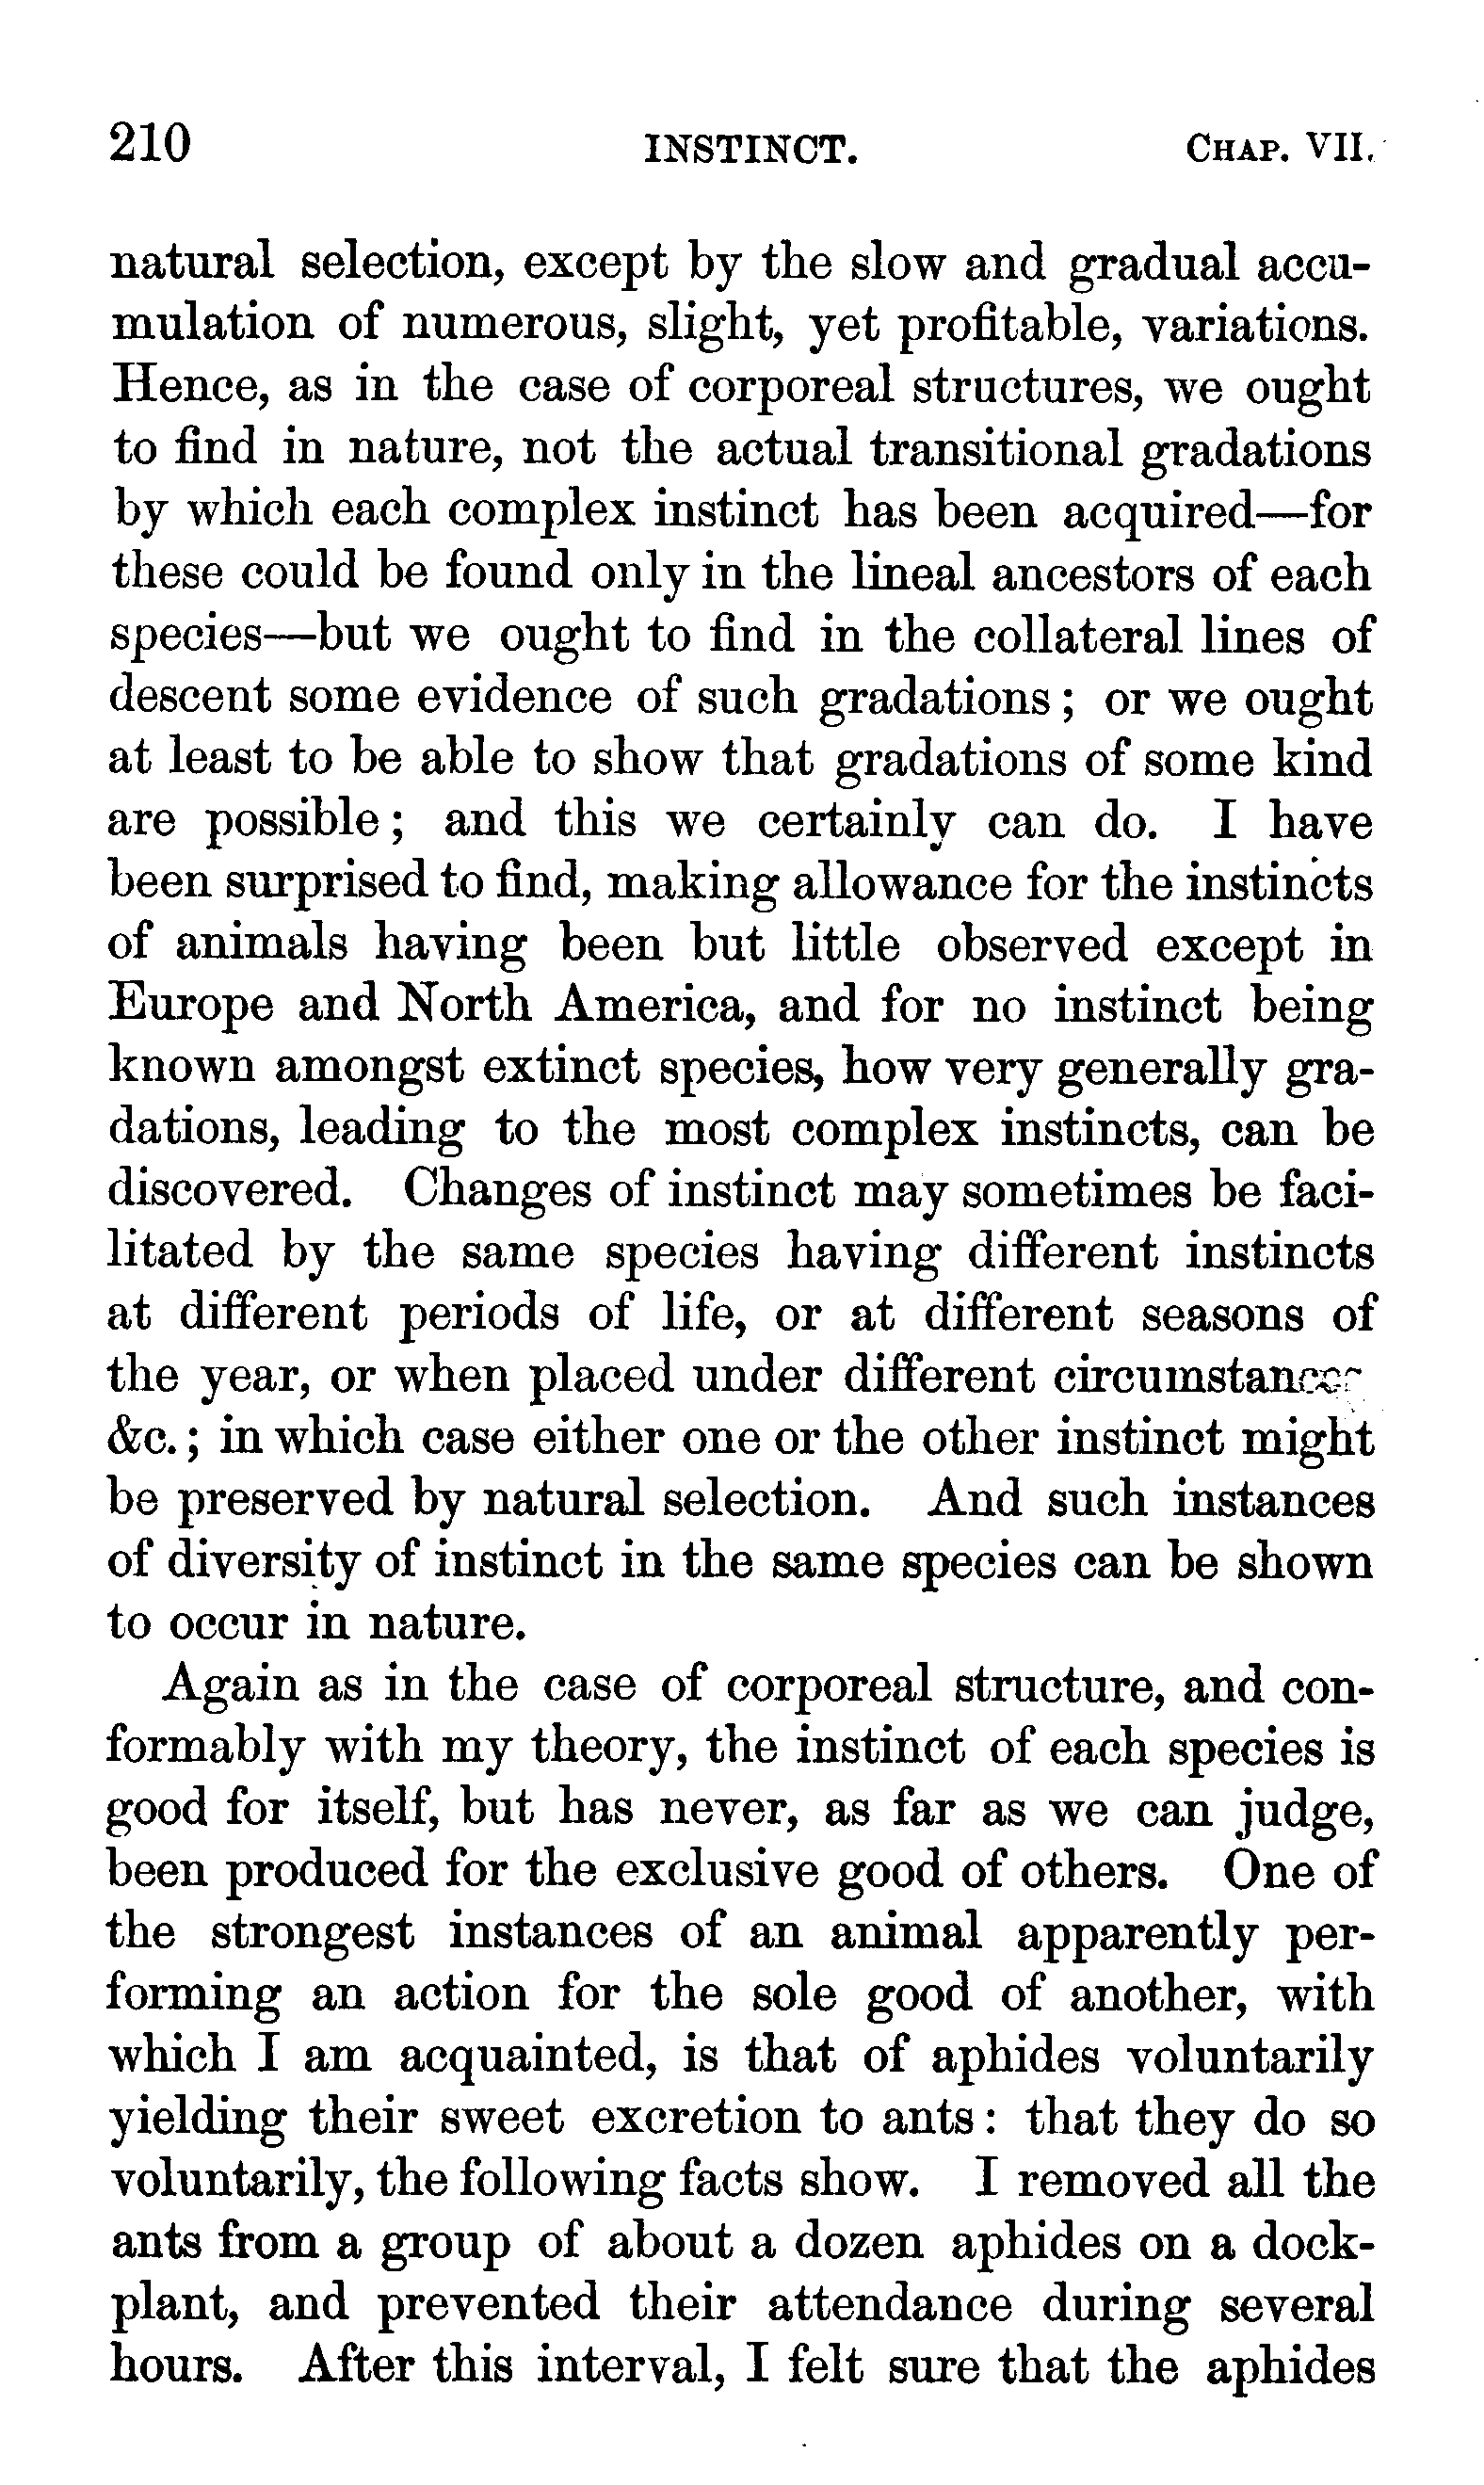 210 INSTINCT. CHAP. VII.
natural selection, except by the slow and gradual accu-
mulation of numerous, slight, yet profitable, variations.
Hence, as in the case of corporeal structures, we ought
to find in nature, not the actual transitional gradations
by which each complex instinct has been acquired—for
these could be found only in the lineal ancestors of each
species—but we ought to find in the collateral lines of
descent some evidence of such gradations; or we ought
at least to be able to show that gradations of some kind
are possible; and this we certainly can do. I have
been surprised to find, making allowance for the instincts
of animals having been but little observed except in
Europe and North America, and for no instinct being
known amongst extinct species, how very generally gra-
dations, leading to the most complex instincts, can be
discovered. Changes of instinct may sometimes be faci-
litated by the same species having different instincts
at different periods of life, or at different seasons of
the year, or when placed under different
&c.; in which case either one or the other instinct might
be preserved by natural selection. And such instances
of diversity of instinct in the same species can be shown
to occur in nature.
Again as in the case of corporeal structure, and con-
formably with my theory, the instinct of each species is
good for itself, but has never, as far as we can judge,
been produced for the exclusive good of others. One of
the strongest instances of an animal apparently per-
forming an action for the sole good of another, with
which I am acquainted, is that of aphides voluntarily
yielding their sweet excretion to ants: that they do so
voluntarily, the following facts show. I removed all the
ants from a group of about a dozen aphides on a dock-
plant, and prevented their attendance during several
hours. After this interval, I felt sure that the aphides